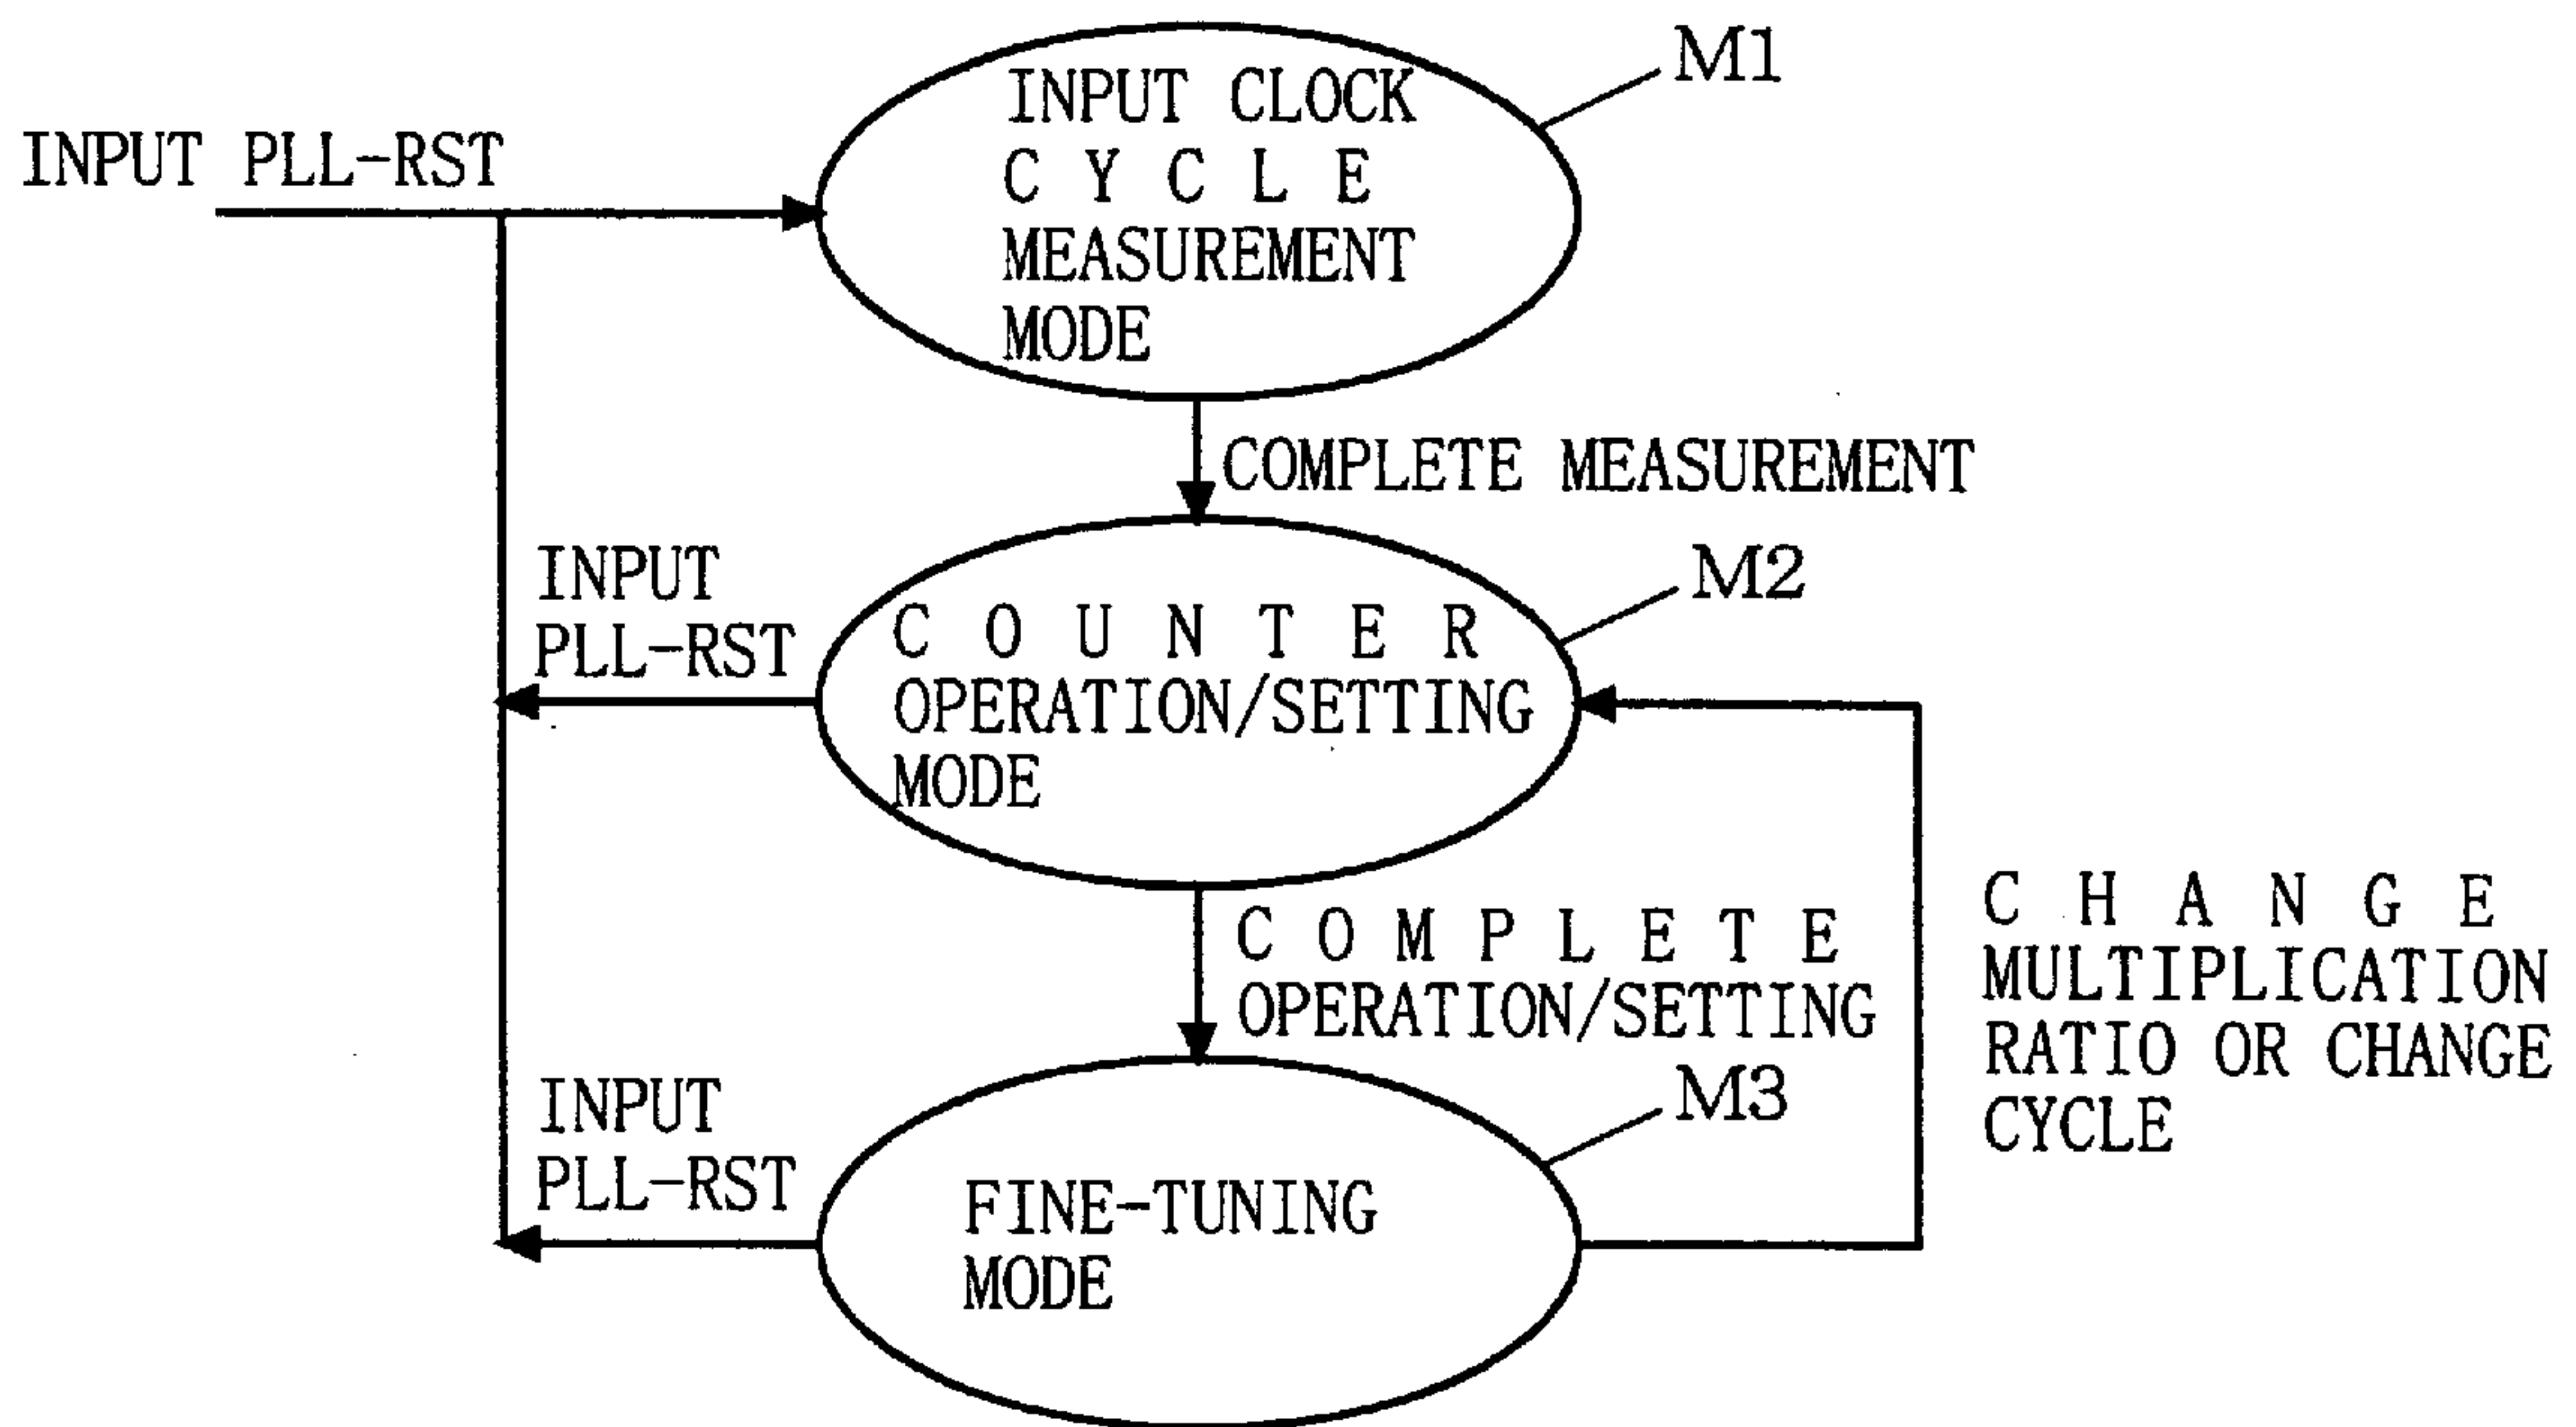 M1
INPUT CLOCK
CYCLE
MEASUREMENT
MODE
INPUT PLL-RST
COMPLETE MEASUREMENT
M2
INPUT
PLL-RST
COUNTER
OPERATION/SETTING
MODE
COMPLETE
OPERATION/SETTING
CHANGE
MULTIPLICATION
RATIO OR CHANGE
CYCLE
M3
INPUT
PLL-RST
FINE-TUNING
MODE